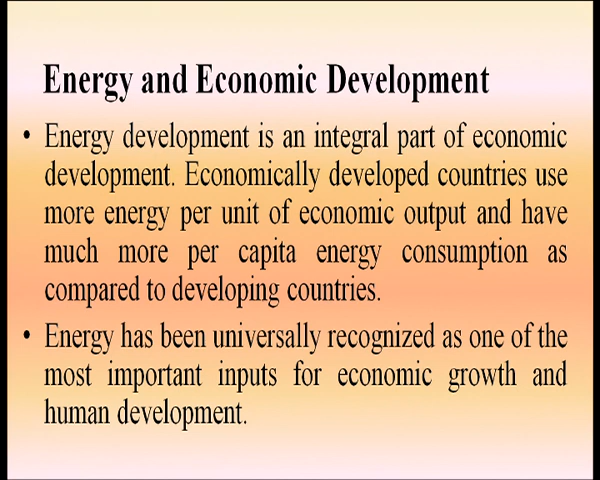 Energy and Economic Development
• Energy development is an integral part of economic
development. Economically developed countries use
more energy per unit of economic output and have
much more per capita energy consumption as
compared to developing countries.
• Energy has been universally recognized as one of the
most important inputs for economic growth and
human development.